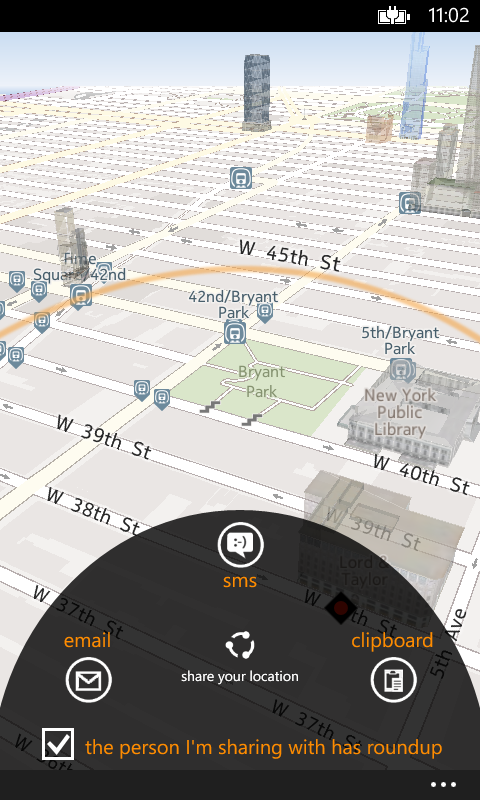 11:02
W 45th St
Time
Square/42nd
42nd/Bryant
Park
5th/Bryant
Park
Bryant
Park
New York
Public
Library
W 39th St
W 40th St
W 38th St
W 39th St
Lord &
Taylor
sms
W 37th St
5th Ave
email
clipboard
share your location
W 37th St
the person I'm sharing with has roundup